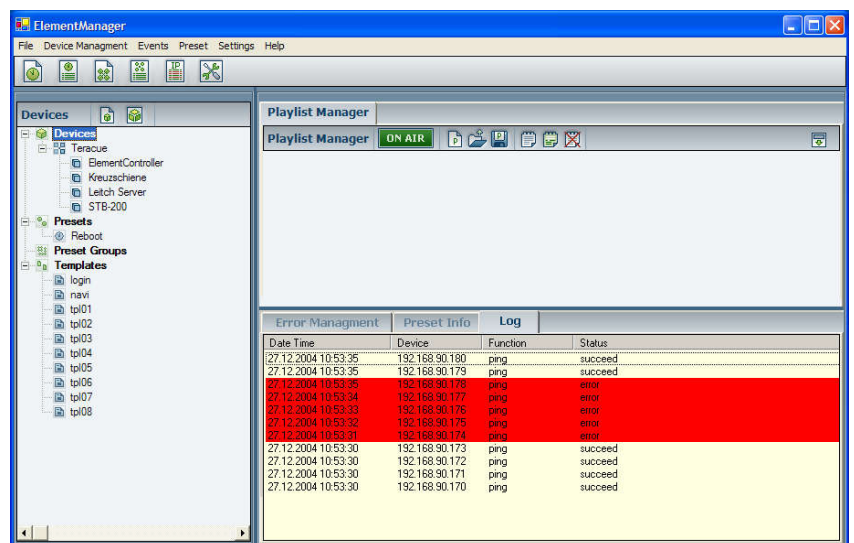 ElementManager
File Device Managment Events Preset Settings Help
IP
Devices
Devices
Teracue
ElementController
Kreuzschiene
Leitch Server
STB-200
Presets
Reboot
Preset Groups
Templates
login
navi
tpl01
tpl02
tpl03
tpl04
tpl05
tpl06
tpl07
tpl08
Playlist Manager
Playlist Manager ON AIR P
Error Managment Preset Info Log
Date Time Device Function Status
27.12.2004 10:53:35 192.168.90.180 ping succeed
27.12.2004 10:53:35 192.168.90.179 ping succeed
27.12.2004 10:53:35 192.168.90.178 ping error
27.12.2004 10:53:34 192.168.90.177 ping error
27.12.2004 10:53:33 192.168.90.176 ping error
27.12.2004 10:53:32 192.168.90.175 ping error
27.12.2004 10:53:31 192.168.90.174 ping error
27.12.2004 10:53:30 192.168.90.173 ping succeed
27.12.2004 10:53:30 192.168.90.172 ping succeed
27.12.2004 10:53:30 192.168.90.171 ping succeed
27.12.2004 10:53:30 192.168.90.170 ping succeed